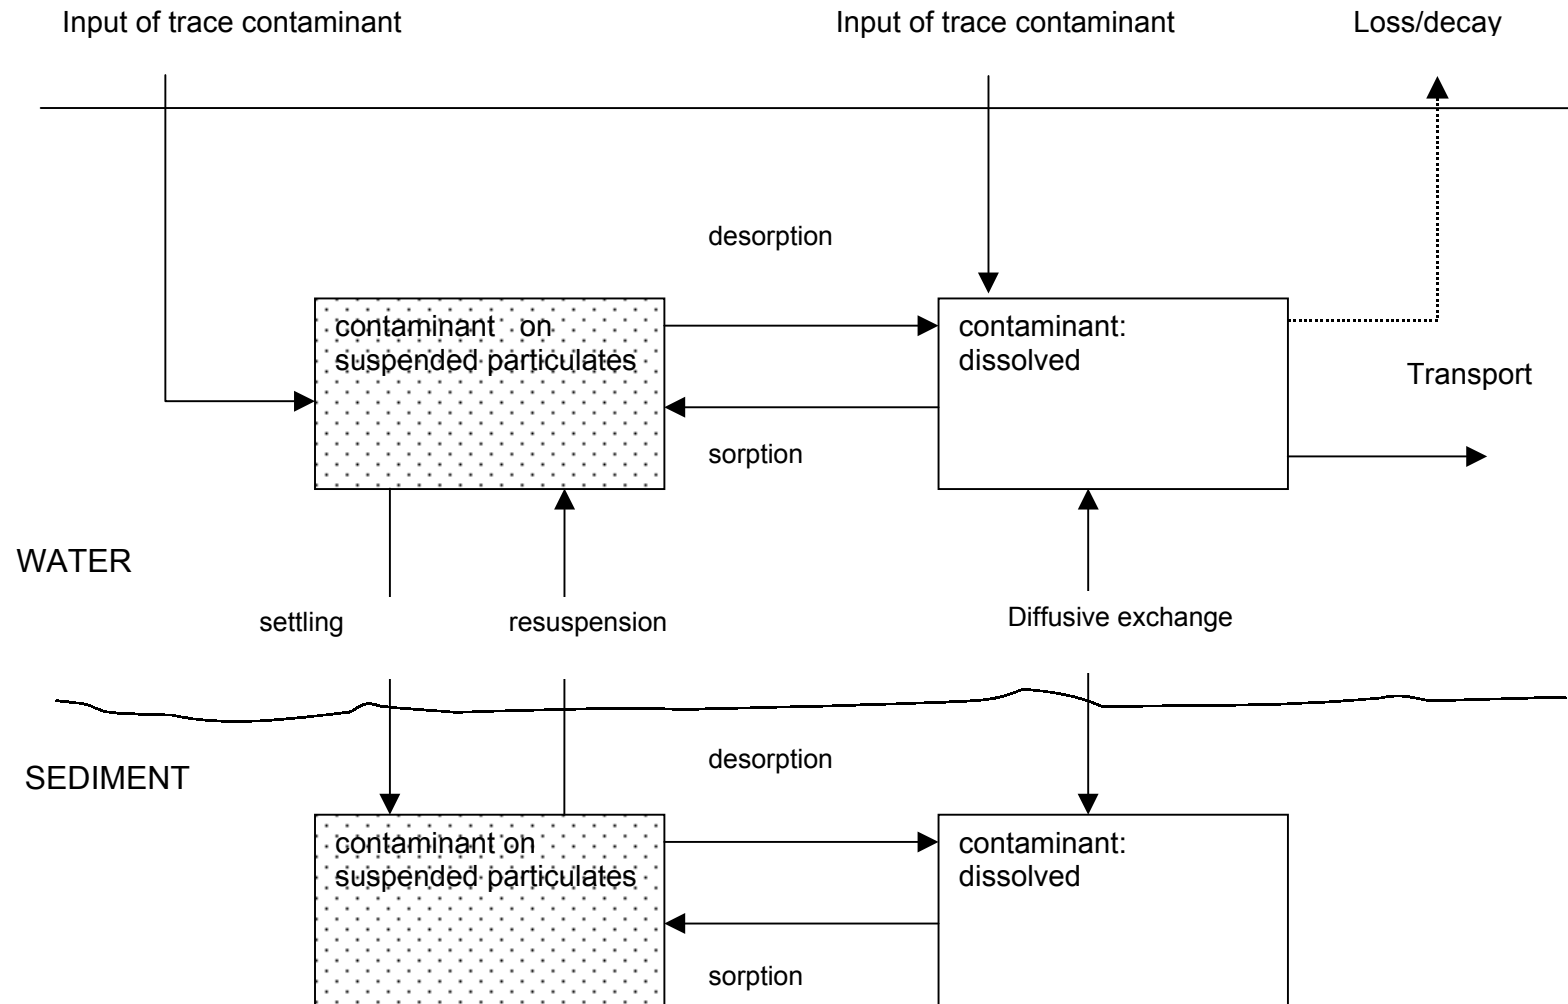 Input of trace contaminant
Input of trace contaminant
Loss/decay
desorption
contaminant on
suspended particulates
contaminant:
dissolved
Transport
sorption
WATER
settling
resuspension
Diffusive exchange
SEDIMENT
desorption
contaminant on
suspended particulates
contaminant:
dissolved
sorption